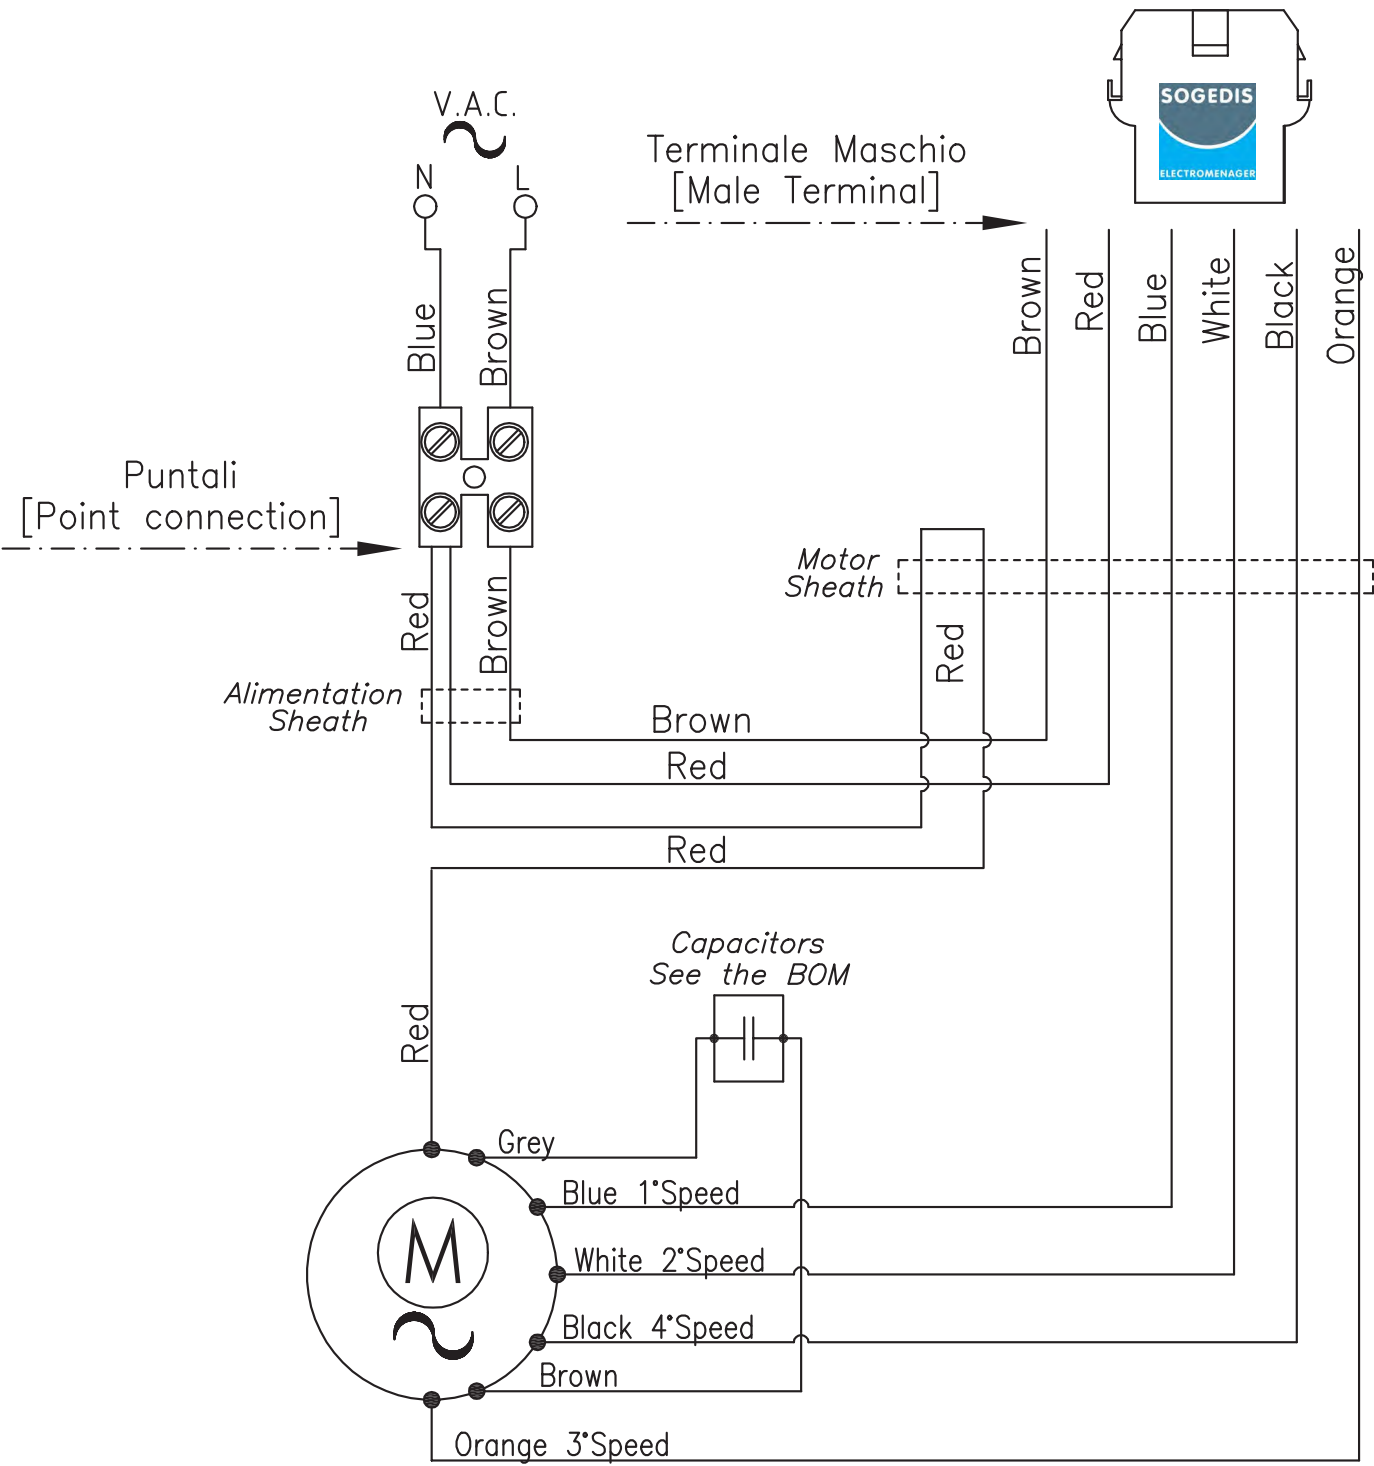 V.A.C.
N
L
Terminale Maschio
[Male Terminal]
SOGEDIS
ELECTROMENAGER
Blue
Brown
Brown
Red
Blue
White
Black
Orange
Puntali
[Point connection]
Red
Brown
Motor
Sheath
Red
Alimentation
Sheath
Brown
Red
Red
Capacitors
See the BOM
Red
Grey
Blue 1°Speed
White 2°Speed
Black 4°Speed
Brown
Orange 3°Speed
M